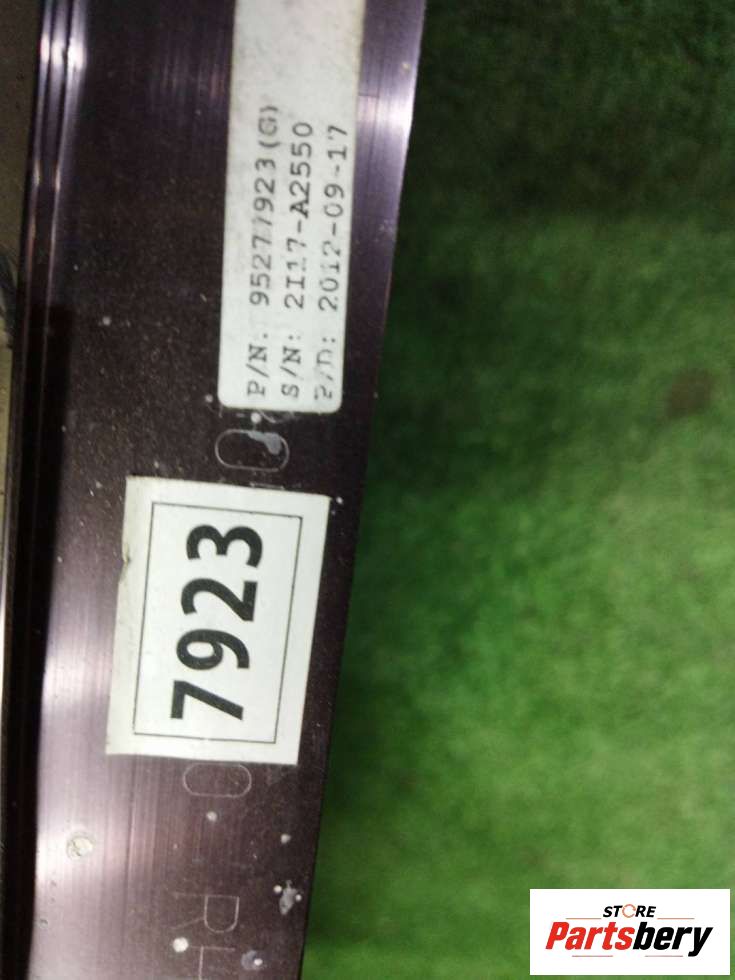 P/N: 95277923(G)
S/N: 2I17-A2550
P/D: 2012-09-17
7923
STORE
Partsbery